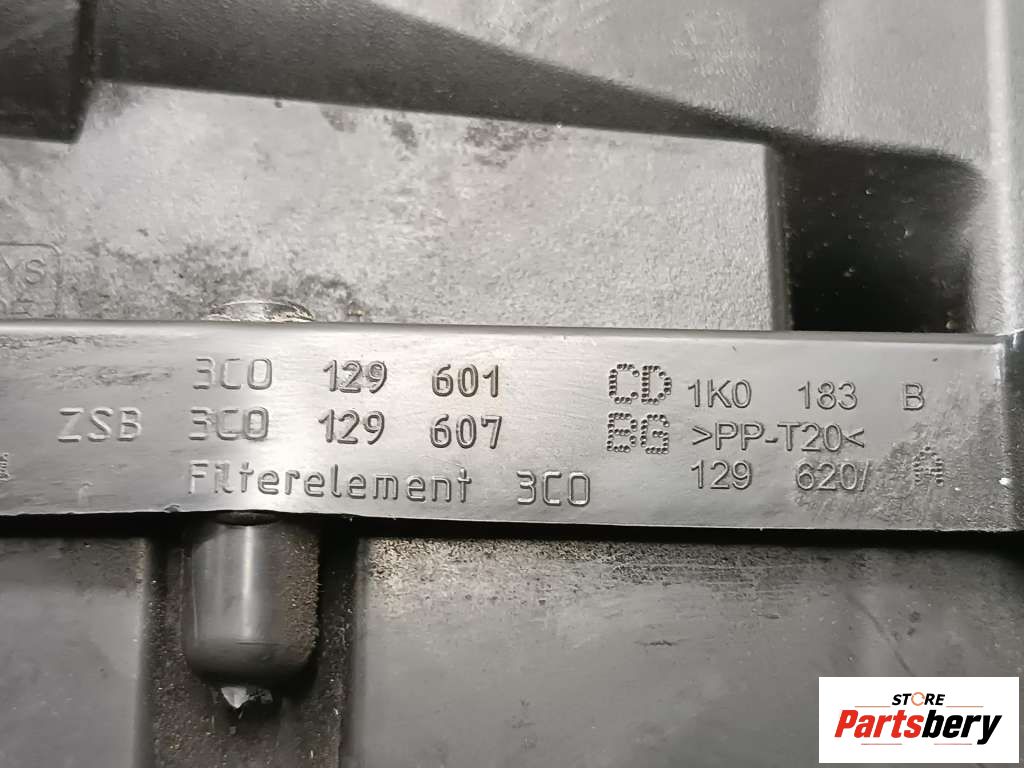 3C0 129 601 CD 1K0 183 B
ZSB 3C0 129 607 BG >PP-T20<
Filterelement 3C0 129 620/ A
STORE
Partsbery